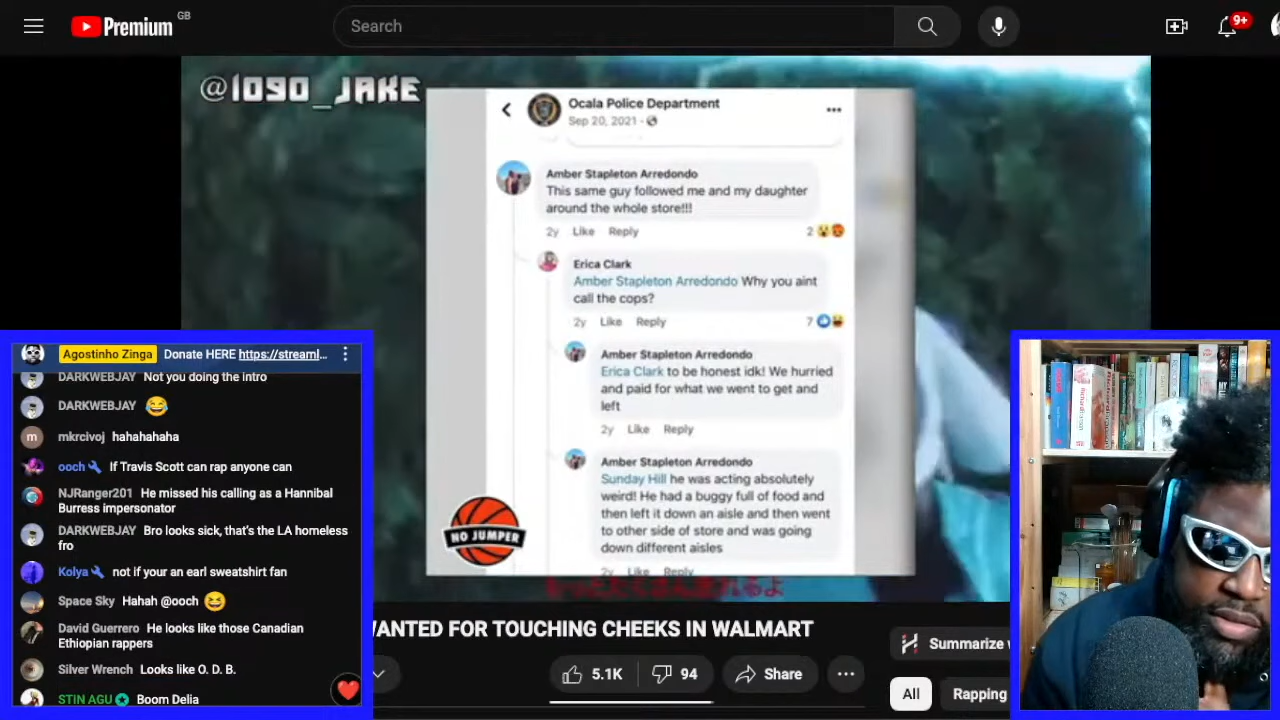 Premium
GB
Search
9+
@1090_JAKE
Ocala Police Department
Sep 20, 2021 ·
Amber Stapleton Arredondo
This same guy followed me and my daughter
around the whole store!!!
2y Like Reply 2
Erica Clark
Amber Stapleton Arredondo Why you aint
call the cops?
2y Like Reply 7
Amber Stapleton Arredondo
Erica Clark to be honest idk! We hurried
and paid for what we went to get and
left
2y Like Reply
Amber Stapleton Arredondo
Sunday Hill he was acting absolutely
weird! He had a buggy full of food and
then left it down an aisle and then went
to other side of store and was going
down different aisles
2y Like Reply
NO JUMPER
Agostinho Zinga Donate HERE https://streaml...
DARKWEBJAY Not you doing the intro
DARKWEBJAY 😂
m mkrcivoj hahahahaha
ooch If Travis Scott can rap anyone can
NJRanger201 He missed his calling as a Hannibal
Burress impersonator
DARKWEBJAY Bro looks sick, that's the LA homeless
fro
Kolya not if your an earl sweatshirt fan
Space Sky Hahah @ooch 😆
David Guerrero He looks like those Canadian
Ethiopian rappers
Silver Wrench Looks like O. D. B.
STIN AGU Boom Delia
WANTED FOR TOUCHING CHEEKS IN WALMART
5.1K 94 Share
Summarize
All Rapping